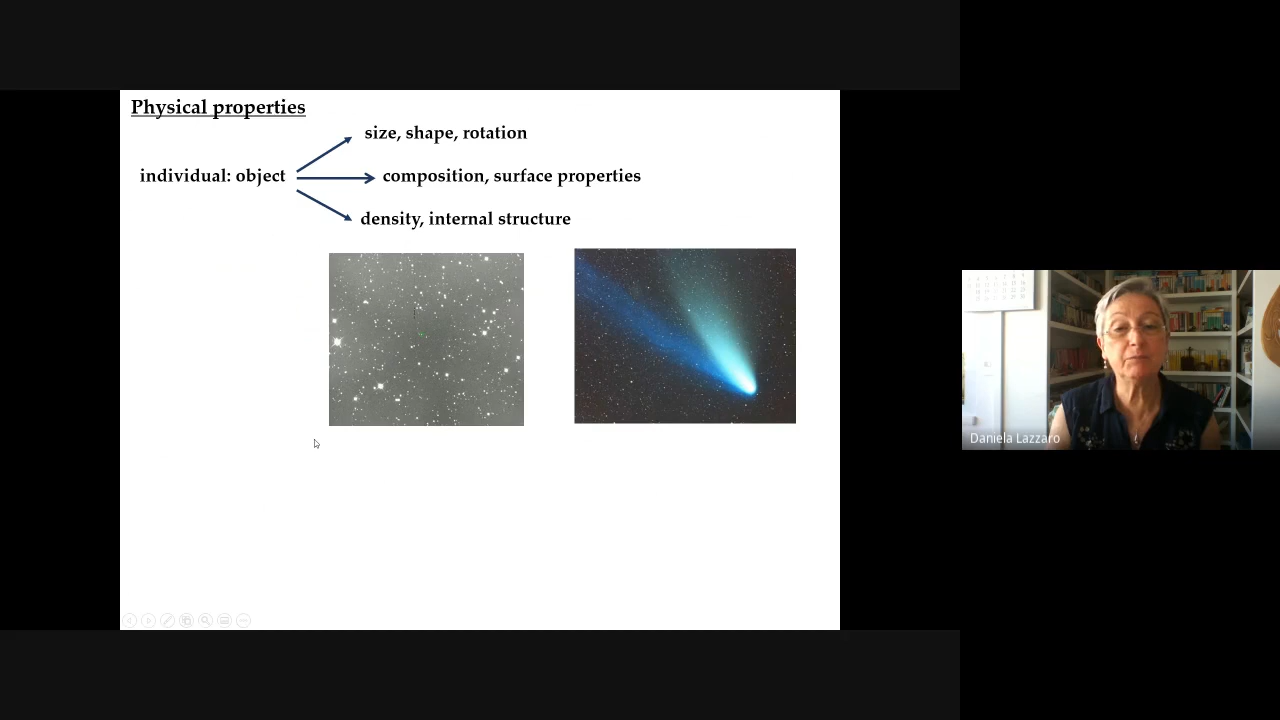 Physical properties
size, shape, rotation
individual: object
composition, surface properties
density, internal structure
Daniela Lazzaro